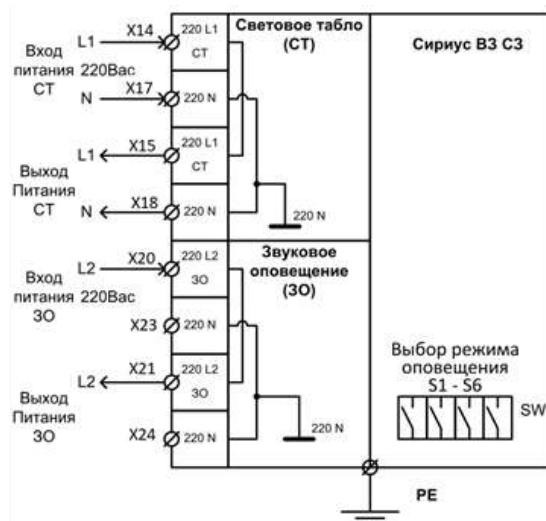 Вход
питания 220Вас
СТ
L1
X14
220 L1
СТ
N
X17
220 N
Выход
Питания
СТ
L1
X15
220 L1
СТ
N
X18
220 N
Световое табло
(СТ)
220 N
Вход
питания 220Вас
ЗО
L2
X20
220 L2
ЗО
X23
220 N
Выход
Питания
ЗО
L2
X21
220 L2
ЗО
X24
220 N
Звуковое
оповещение
(ЗО)
220 N
Сириус ВЗ СЗ
Выбор режима
оповещения
S1 - S6
SW
PE